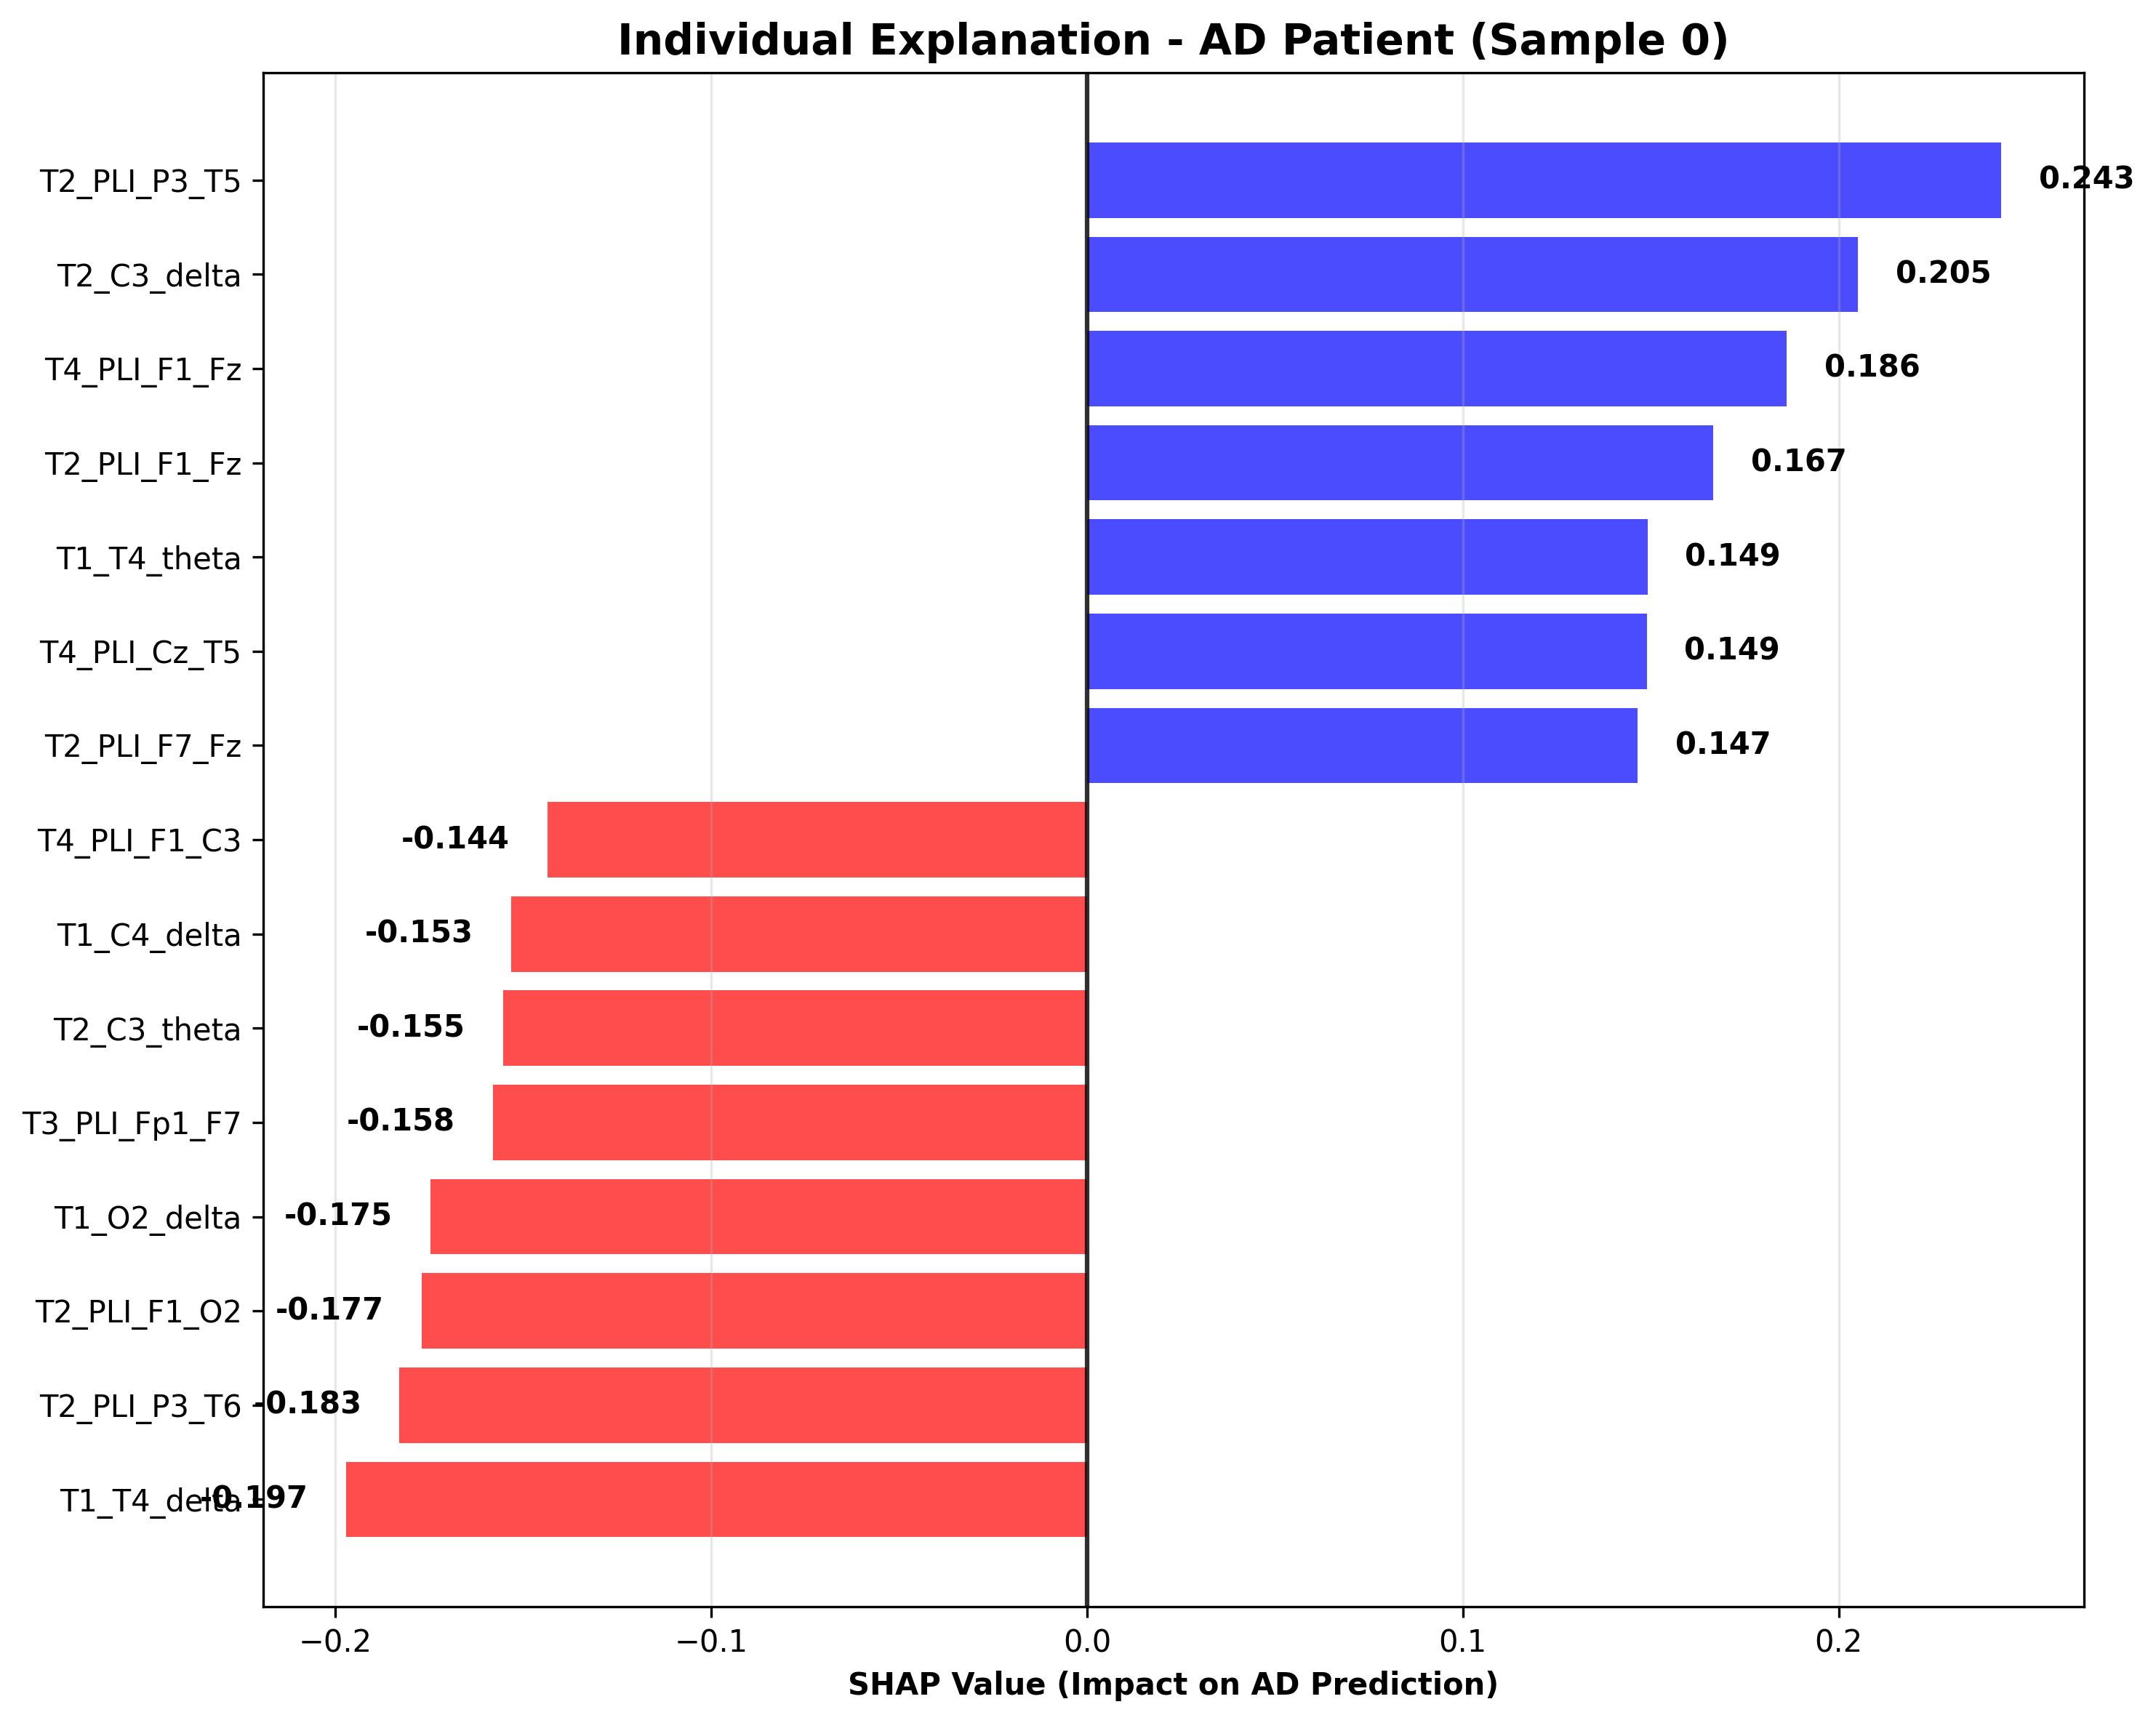 Individual Explanation - AD Patient (Sample 0)
T2_PLI_P3_T5 0.243
T2_C3_delta 0.205
T4_PLI_F1_Fz 0.186
T2_PLI_F1_Fz 0.167
T1_T4_theta 0.149
T4_PLI_Cz_T5 0.149
T2_PLI_F7_Fz 0.147
T4_PLI_F1_C3 -0.144
T1_C4_delta -0.153
T2_C3_theta -0.155
T3_PLI_Fp1_F7 -0.158
T1_O2_delta -0.175
T2_PLI_F1_O2 -0.177
T2_PLI_P3_T6 -0.183
T1_T4_delta -0.197
−0.2 −0.1 0.0 0.1 0.2
SHAP Value (Impact on AD Prediction)